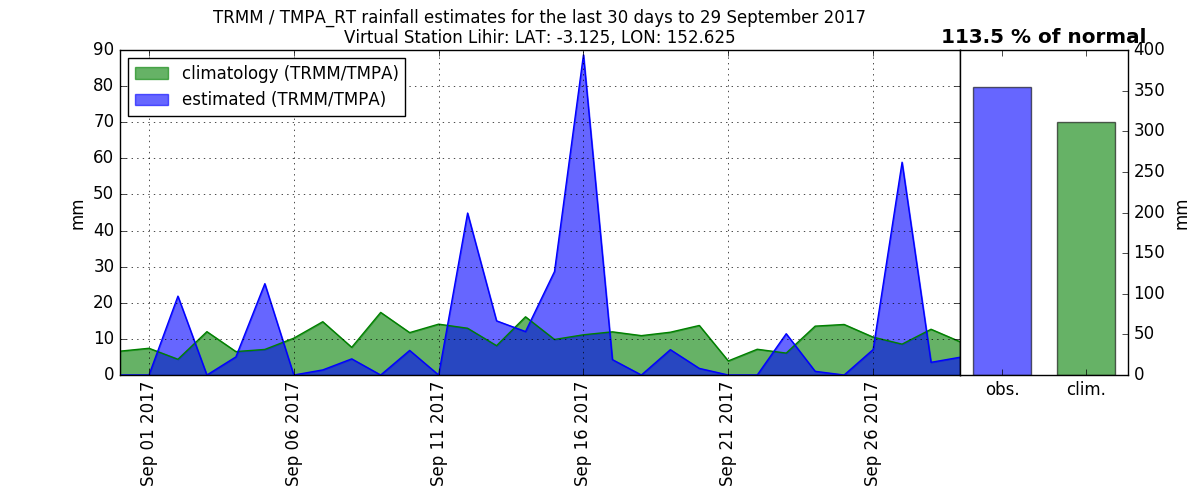 TRMM / TMPA_RT rainfall estimates for the last 30 days to 29 September 2017
Virtual Station Lihir: LAT: -3.125, LON: 152.625
113.5 % of normal
climatology (TRMM/TMPA)
estimated (TRMM/TMPA)
90
80
70
60
50
40
30
20
10
0
mm
Sep 01 2017
Sep 06 2017
Sep 11 2017
Sep 16 2017
Sep 21 2017
Sep 26 2017
obs.
clim.
400
350
300
250
200
150
100
50
0
mm